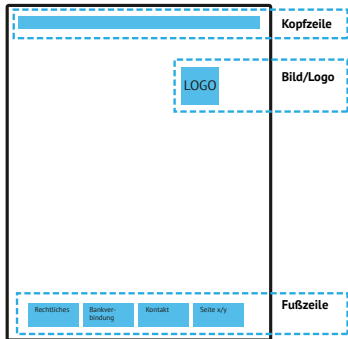 Kopfzeile
LOGO
Bild/Logo
Rechtliches
Bankver-
bindung
Kontakt
Seite x/y
Fußzeile